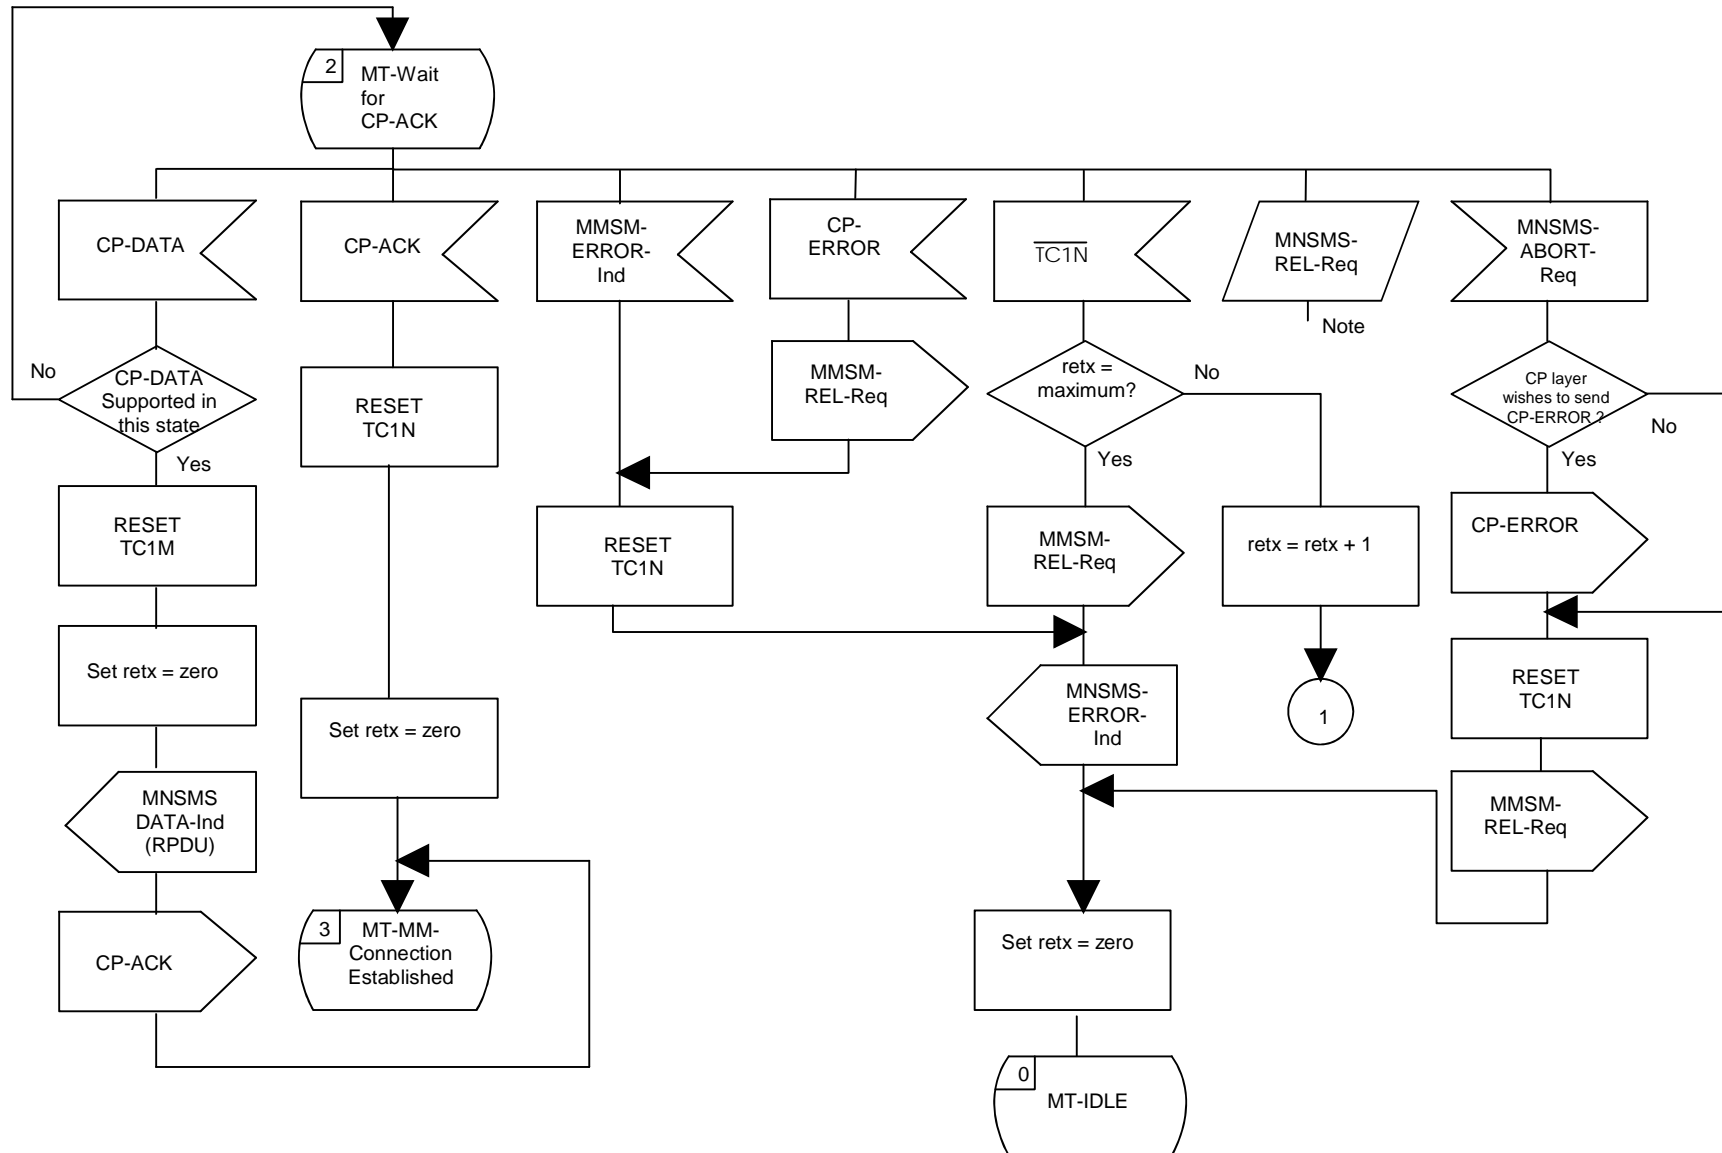 2
MT-Wait
for
CP-ACK
CP-DATA
CP-ACK
MMSM-
ERROR-
Ind
CP-
ERROR
TC1N
MNSMS-
REL-Req
Note
MNSMS-
ABORT-
Req
No
CP-DATA
Supported in
this state
Yes
RESET
TC1N
MMSM-
REL-Req
retx =
maximum?
No
Yes
CP layer
wishes to send
CP-ERROR ?
No
Yes
RESET
TC1M
RESET
TC1N
MMSM-
REL-Req
retx = retx + 1
CP-ERROR
Set retx = zero
Set retx = zero
MNSMS-
ERROR-
Ind
1
RESET
TC1N
MNSMS
DATA-Ind
(RPDU)
MMSM-
REL-Req
CP-ACK
3
MT-MM-
Connection
Established
Set retx = zero
0
MT-IDLE